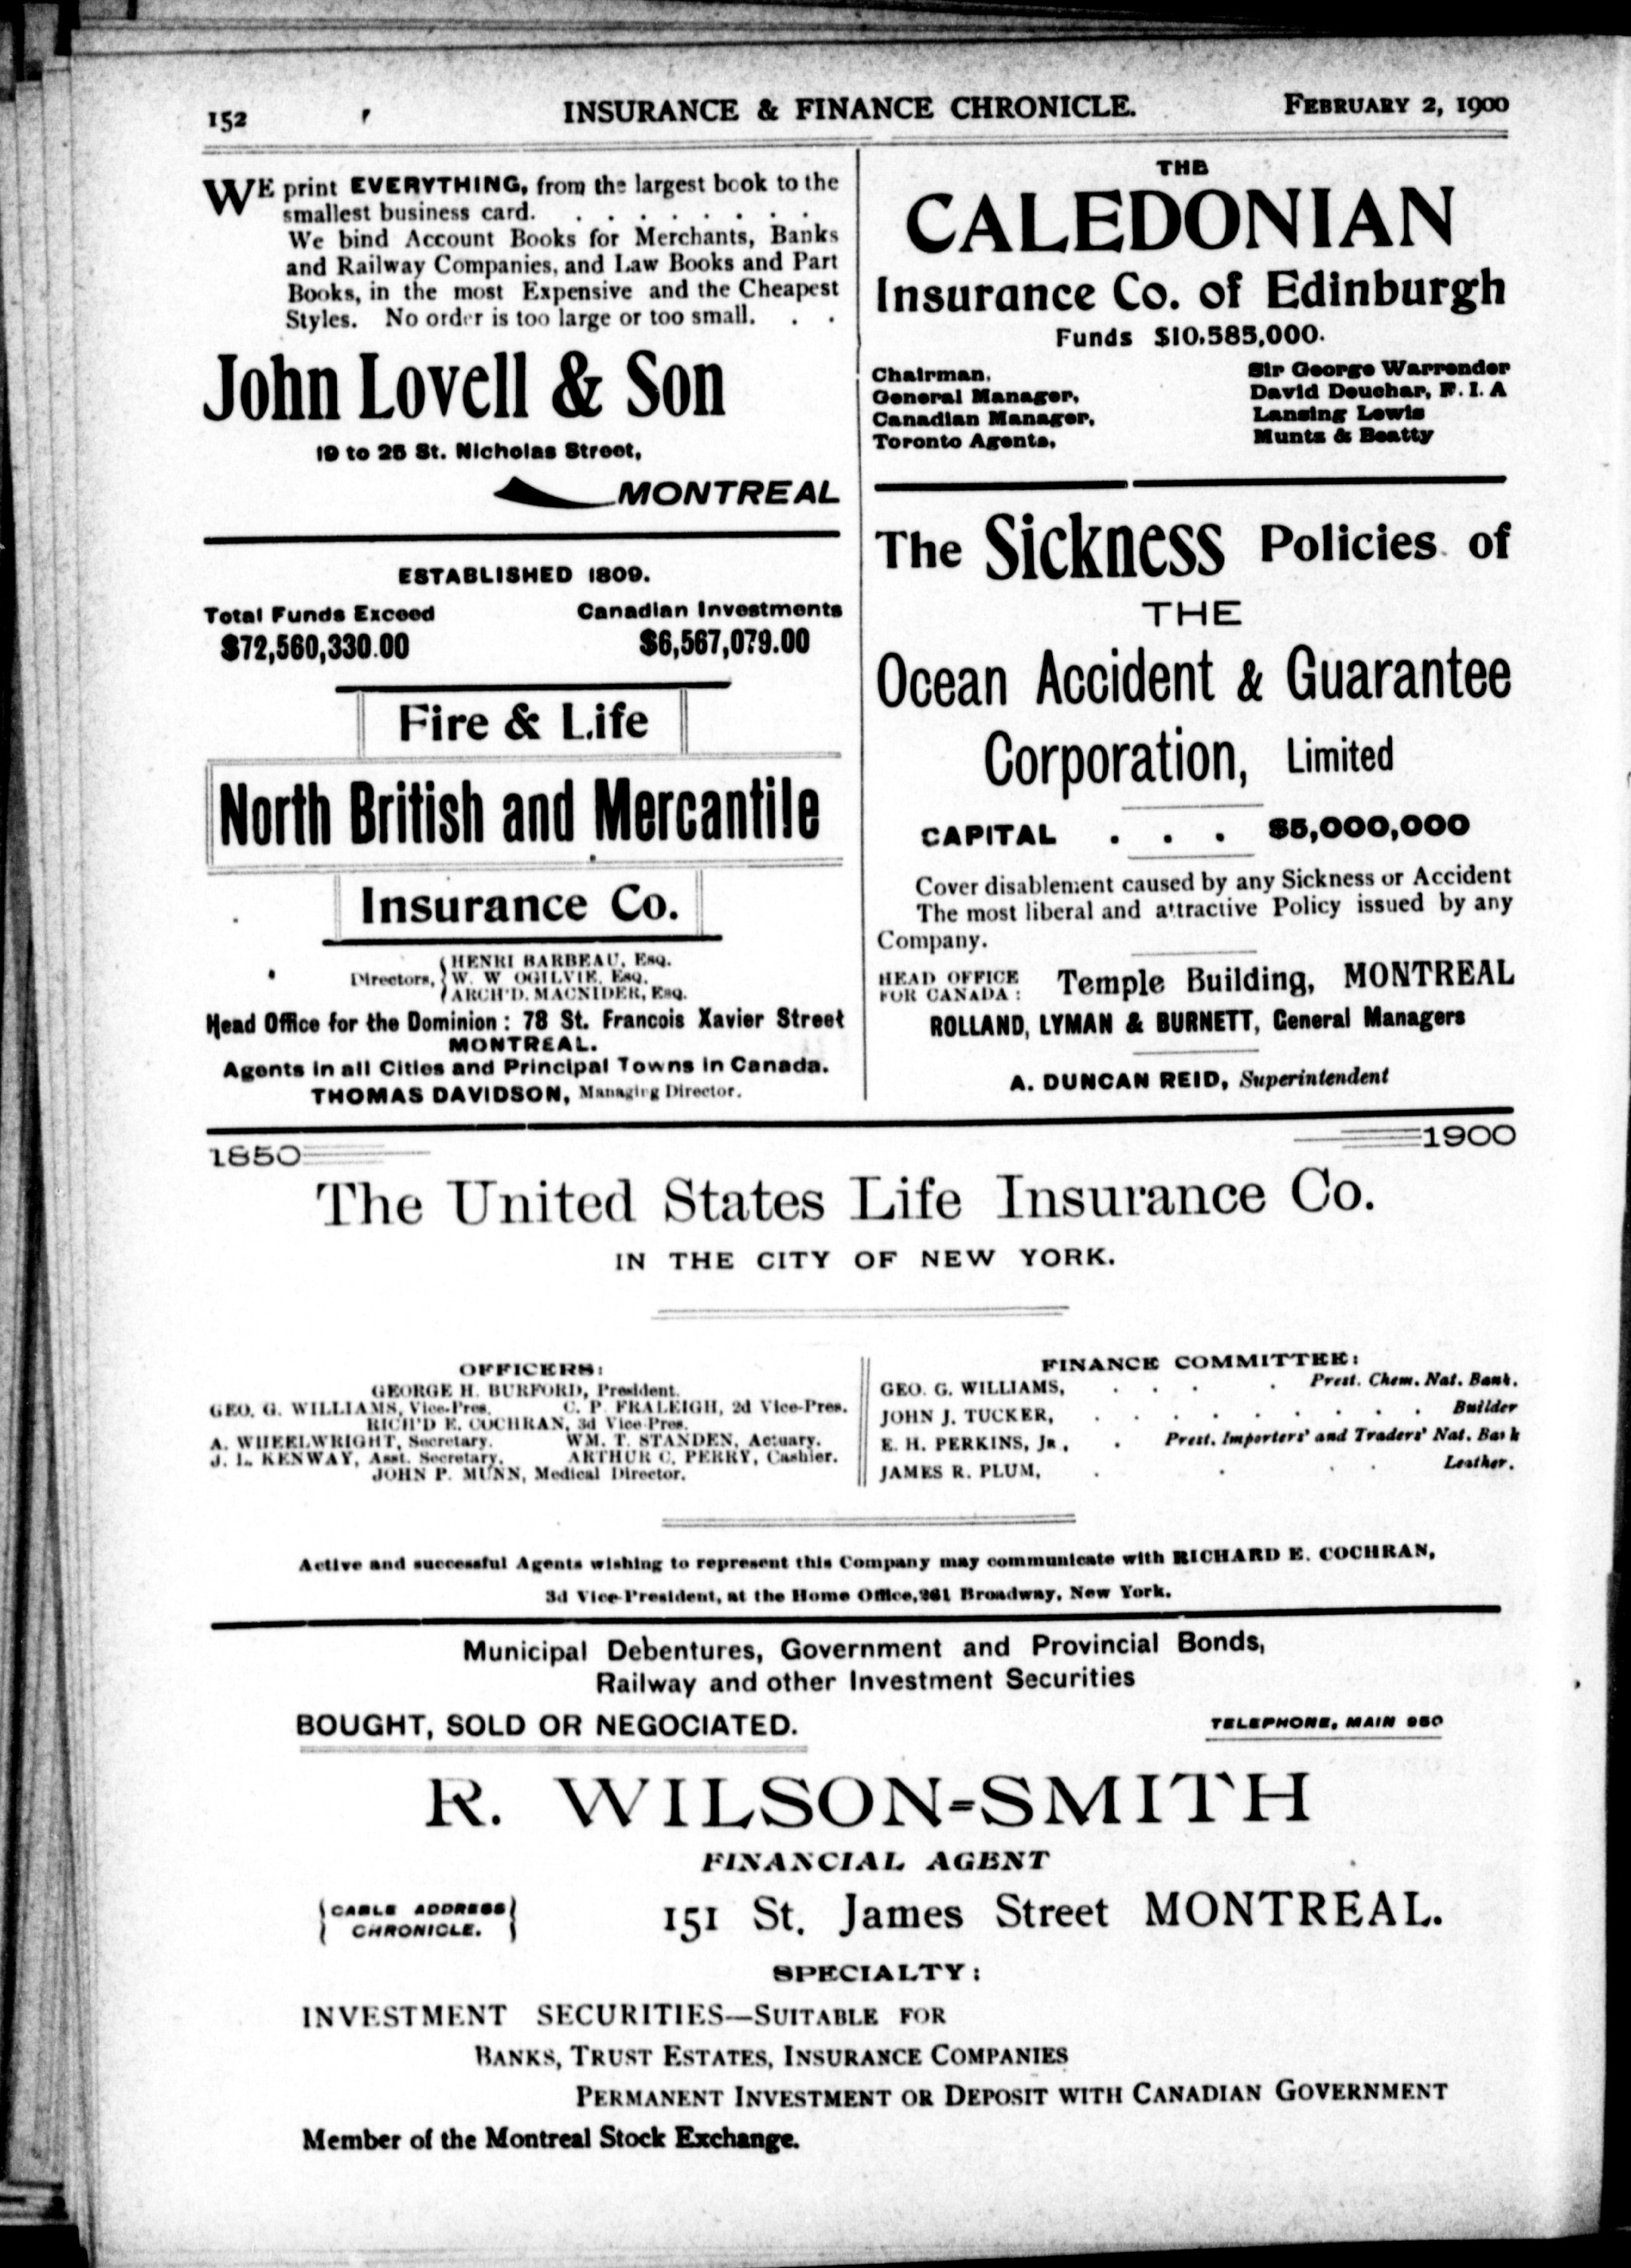 152 INSURANCE & FINANCE CHRONICLE. FEBRUARY 2, 1900
WE print EVERYTHING, from the largest book to the
smallest business card. . . . . . . . .
We bind Account Books for Merchants, Banks
and Railway Companies, and Law Books and Part
Books, in the most Expensive and the Cheapest
Styles. No order is too large or too small. . .
John Lovell & Son
19 to 25 St. Nicholas Street,
MONTREAL
ESTABLISHED 1809.
Total Funds Exceed Canadian Investments
$72,560,330.00 $6,567,079.00
Fire & Life
North British and Mercantile
Insurance Co.
HENRI BARBEAU, Esq.
Directors, W. W OGILVIE, Esq.
ARCH'D. MACNIDER, Esq.
Head Office for the Dominion : 78 St. Francois Xavier Street
MONTREAL.
Agents in all Cities and Principal Towns in Canada.
THOMAS DAVIDSON, Managing Director.
THE
CALEDONIAN
Insurance Co. of Edinburgh
Funds $10,585,000.
Chairman, Sir George Warrender
General Manager, David Deuchar, F. I. A
Canadian Manager, Lansing Lewis
Toronto Agents, Muntz & Beatty
The Sickness Policies of
THE
Ocean Accident & Guarantee
Corporation, Limited
CAPITAL . . . $5,000,000
Cover disablement caused by any Sickness or Accident
The most liberal and attractive Policy issued by any
Company.
HEAD OFFICE
FOR CANADA : Temple Building, MONTREAL
ROLLAND, LYMAN & BURNETT, General Managers
A. DUNCAN REID, Superintendent
1850 1900
The United States Life Insurance Co.
IN THE CITY OF NEW YORK.
OFFICERS:
GEORGE H. BURFORD, President.
GEO. G. WILLIAMS, Vice-Pres. C. P. FRALEIGH, 2d Vice-Pres.
RICH'D E. COCHRAN, 3d Vice Pres.
A. WHEELWRIGHT, Secretary. WM. T. STANDEN, Actuary.
J. L. KENWAY, Asst. Secretary. ARTHUR C. PERRY, Cashier.
JOHN P. MUNN, Medical Director.
FINANCE COMMITTEE:
GEO. G. WILLIAMS, . . . . Prest. Chem. Nat. Bank.
JOHN J. TUCKER, . . . . . . . . . Builder
E. H. PERKINS, Jr., . Prest. Importers' and Traders' Nat. Bank
JAMES R. PLUM, . . . . Leather.
Active and successful Agents wishing to represent this Company may communicate with RICHARD E. COCHRAN,
3d Vice-President, at the Home Office, 261 Broadway, New York.
Municipal Debentures, Government and Provincial Bonds,
Railway and other Investment Securities
BOUGHT, SOLD OR NEGOCIATED. TELEPHONE, MAIN 950
R. WILSON-SMITH
FINANCIAL AGENT
CABLE ADDRESS
CHRONICLE. 151 St. James Street MONTREAL.
SPECIALTY:
INVESTMENT SECURITIES—SUITABLE FOR
BANKS, TRUST ESTATES, INSURANCE COMPANIES
PERMANENT INVESTMENT OR DEPOSIT WITH CANADIAN GOVERNMENT
Member of the Montreal Stock Exchange.